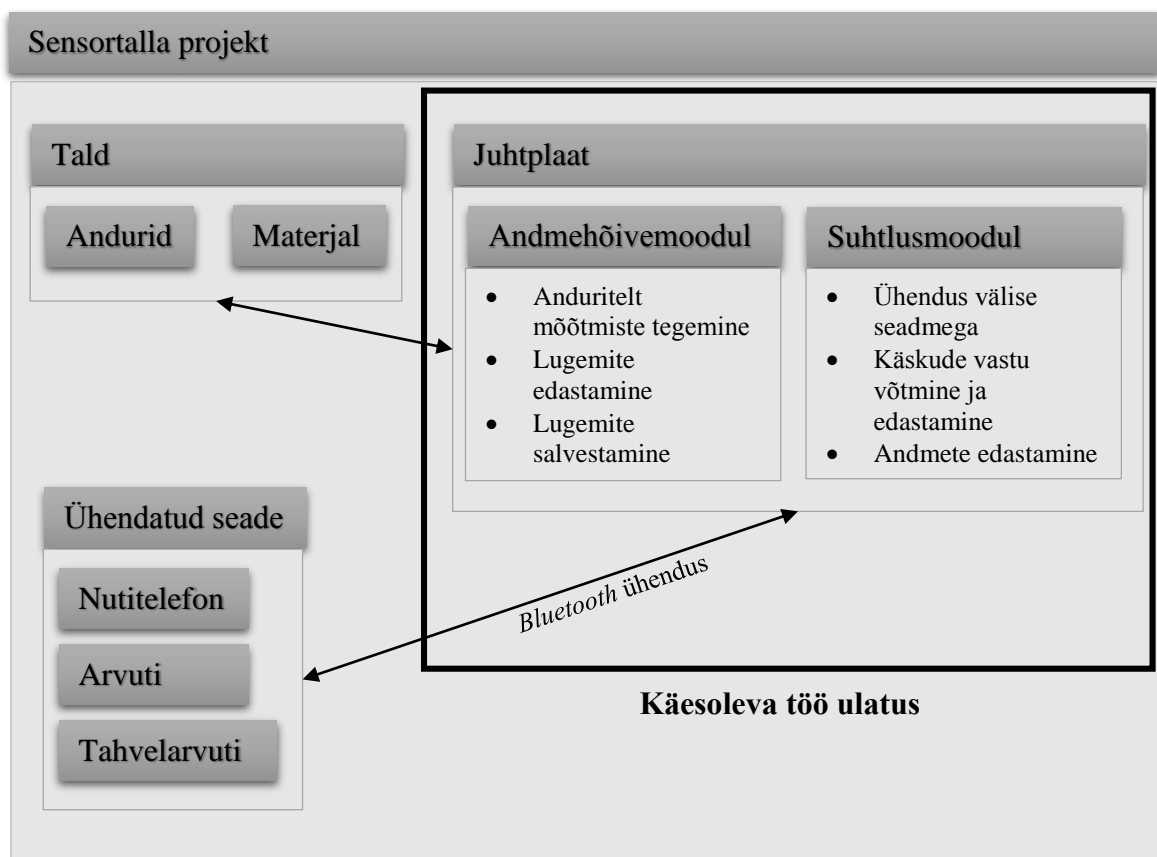 Sensortalla projekt
Tald
Andurid
Materjal
Juhtplaat
Andmehõivemoodul
• Anduritelt
mõõtmiste tegemine
• Lugemite
edastamine
• Lugemite
salvestamine
Suhtlusmoodul
• Ühendus välise
seadmega
• Käskude vastu
võtmine ja
edastamine
• Andmete edastamine
Ühendatud seade
Nutitelefon
Arvuti
Tahvelarvuti
Bluetooth ühendus
Käesoleva töö ulatus